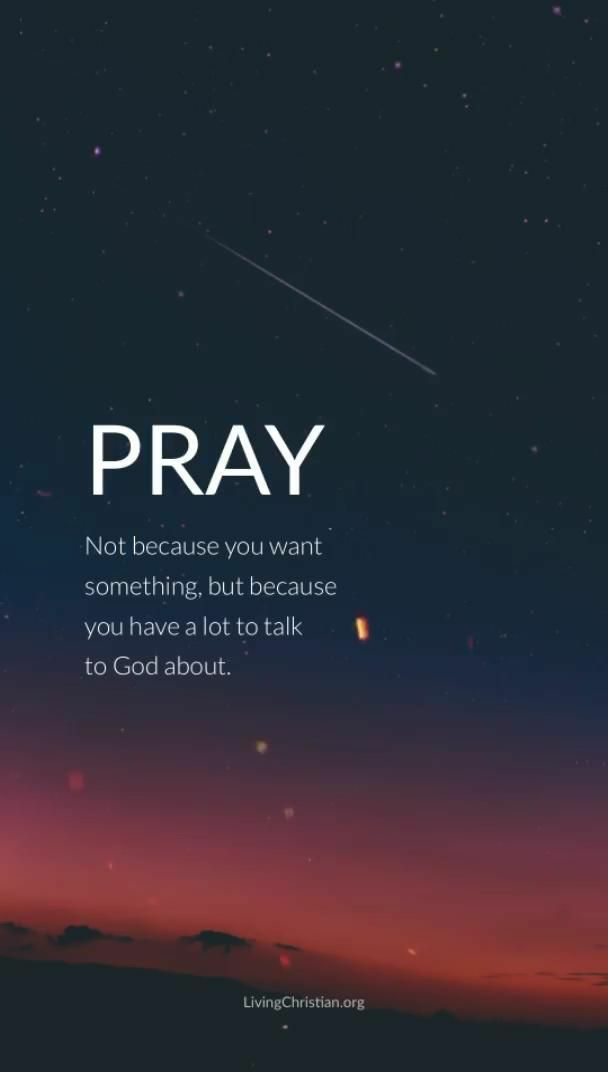 PRAY
Not because you want
something, but because
you have a lot to talk
to God about.
LivingChristian.org